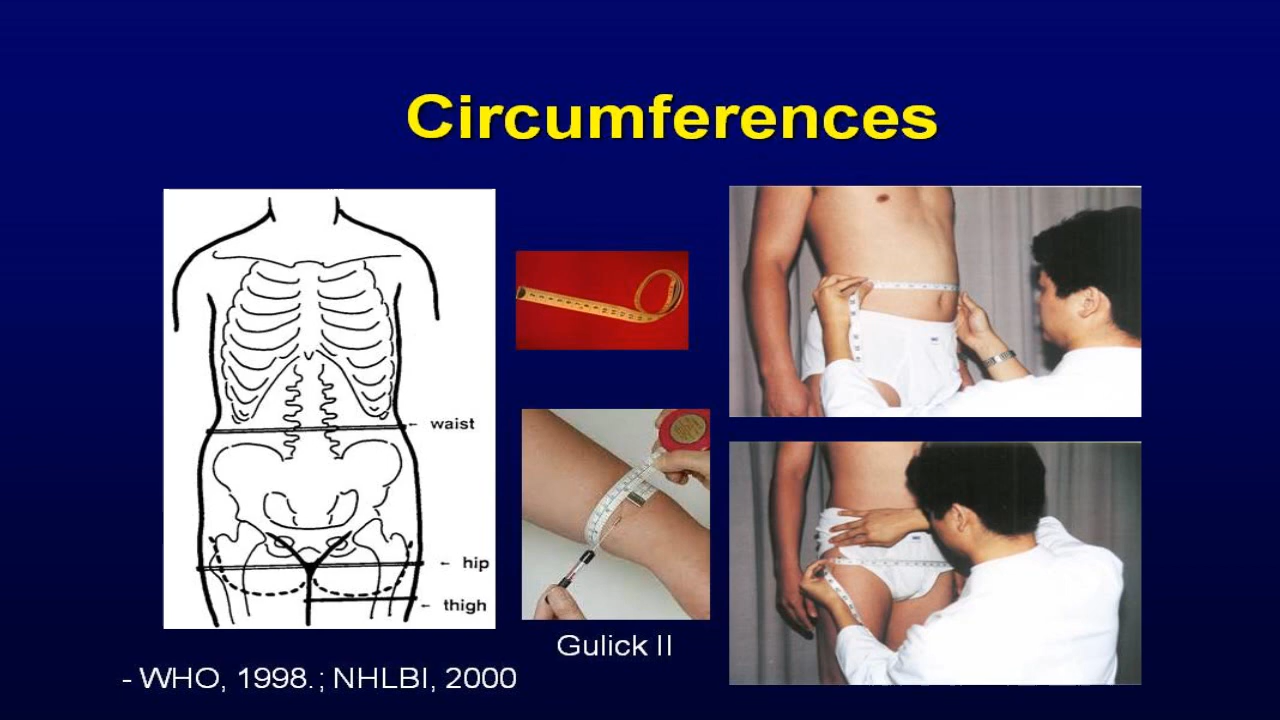 Circumferences
← waist
← hip
← thigh
Gulick II
- WHO, 1998.; NHLBI, 2000